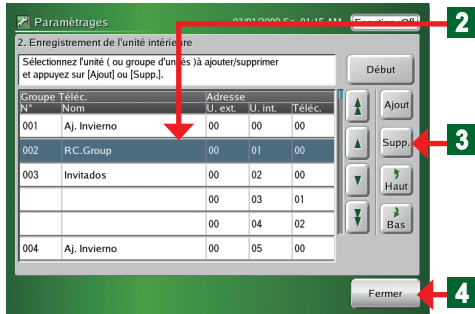 Paramètrages 03/01/2009 Sa 01:15 AM Fonction Off
2
2. Enregistrement de l'unité intérieure
Sélectionnez l'unité ( ou groupe d'unités )à ajouter/supprimer
et appuyez sur [Ajout] ou [Supp.].
Début
Groupe Téléc. Adresse
N° Nom U. ext. U. int. Téléc.
Ajout
001 Aj. Invierno 00 00 00
002 R.C.Group 00 01 00
Supp.
3
003 Invitados 00 02 00
Haut
00 03 01
00 04 02
Bas
004 Aj. Invierno 00 05 00
Fermer
4